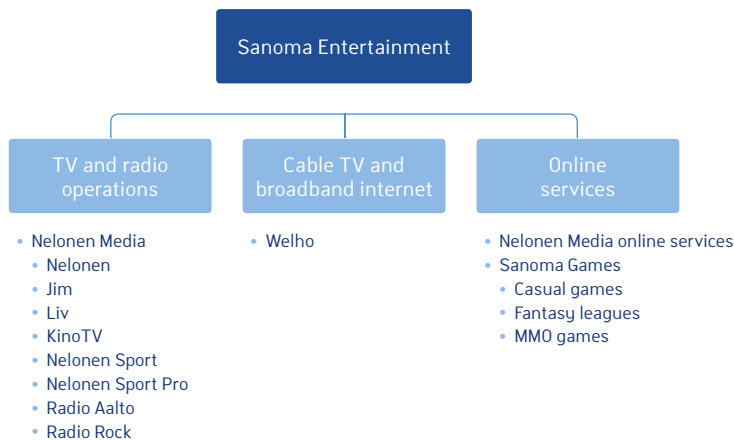 Sanoma Entertainment
TV and radio
operations
Cable TV and
broadband internet
Online
services
• Nelonen Media
• Nelonen
• Jim
• Liv
• KinoTV
• Nelonen Sport
• Nelonen Sport Pro
• Radio Aalto
• Radio Rock
• Welho
• Nelonen Media online services
• Sanoma Games
• Casual games
• Fantasy leagues
• MMO games